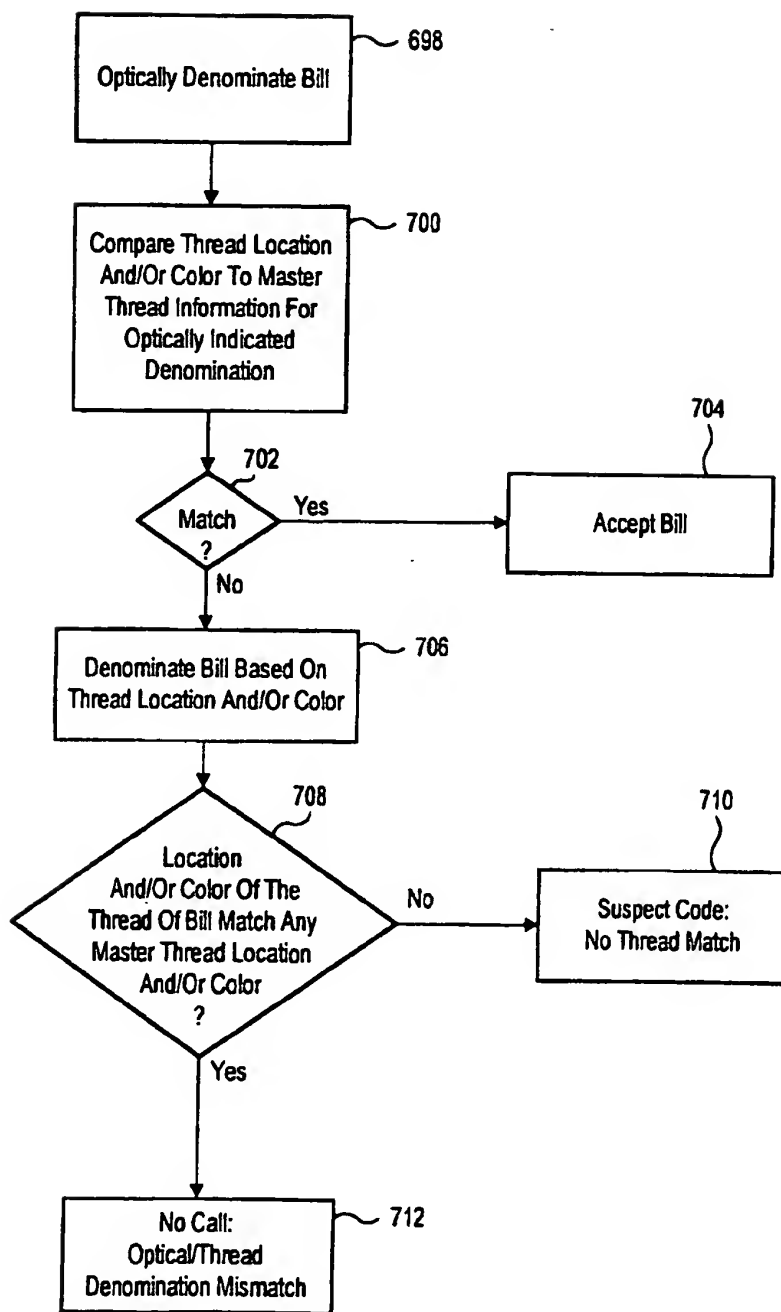 698
Optically Denominate Bill
700
Compare Thread Location
And/Or Color To Master
Thread Information For
Optically Indicated
Denomination
702
Match
?
Yes
No
704
Accept Bill
706
Denominate Bill Based On
Thread Location And/Or Color
708
Location
And/Or Color Of The
Thread Of Bill Match Any
Master Thread Location
And/Or Color
?
No
Yes
710
Suspect Code:
No Thread Match
712
No Call:
Optical/Thread
Denomination Mismatch